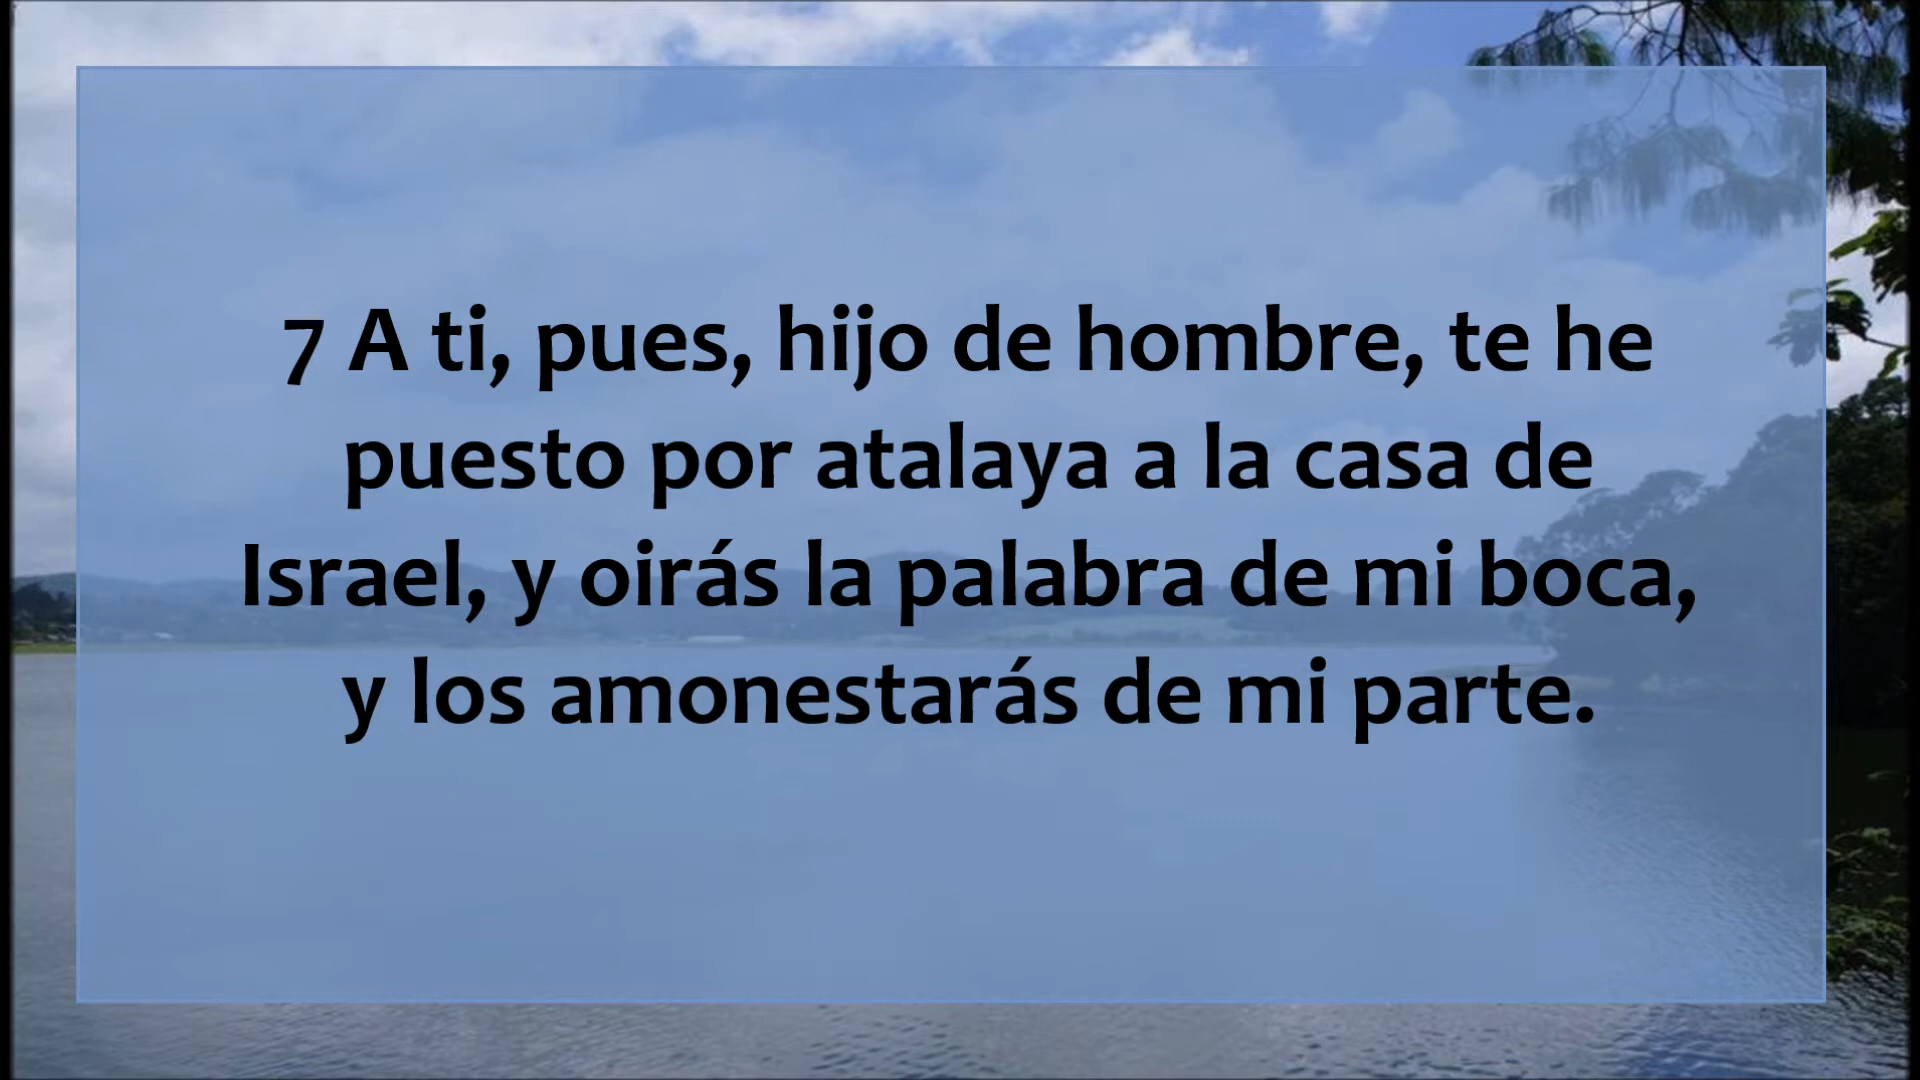 7 A ti, pues, hijo de hombre, te he
puesto por atalaya a la casa de
Israel, y oirás la palabra de mi boca,
y los amonestarás de mi parte.